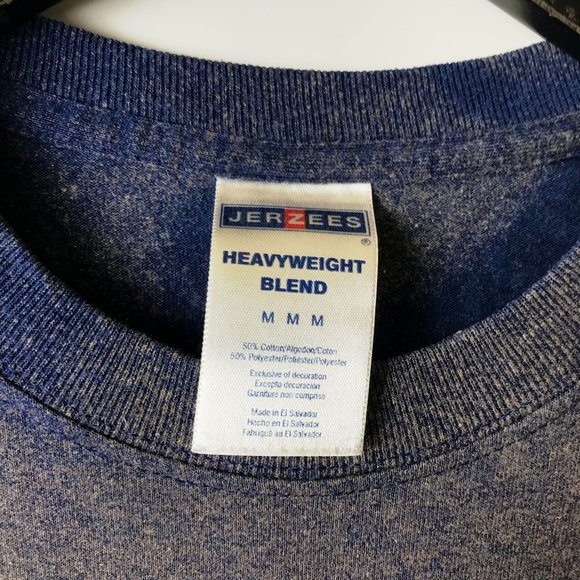 JERZEES
®
HEAVYWEIGHT
BLEND
M M M
50% Cotton/Algodon/Coton
50% Polyester/Poliéster/Polyester
Exclusive of decoration
Excepto decoración
Garniture non comprise
Made in El Salvador
Hecho en El Salvador
Fabriqué au El Salvador